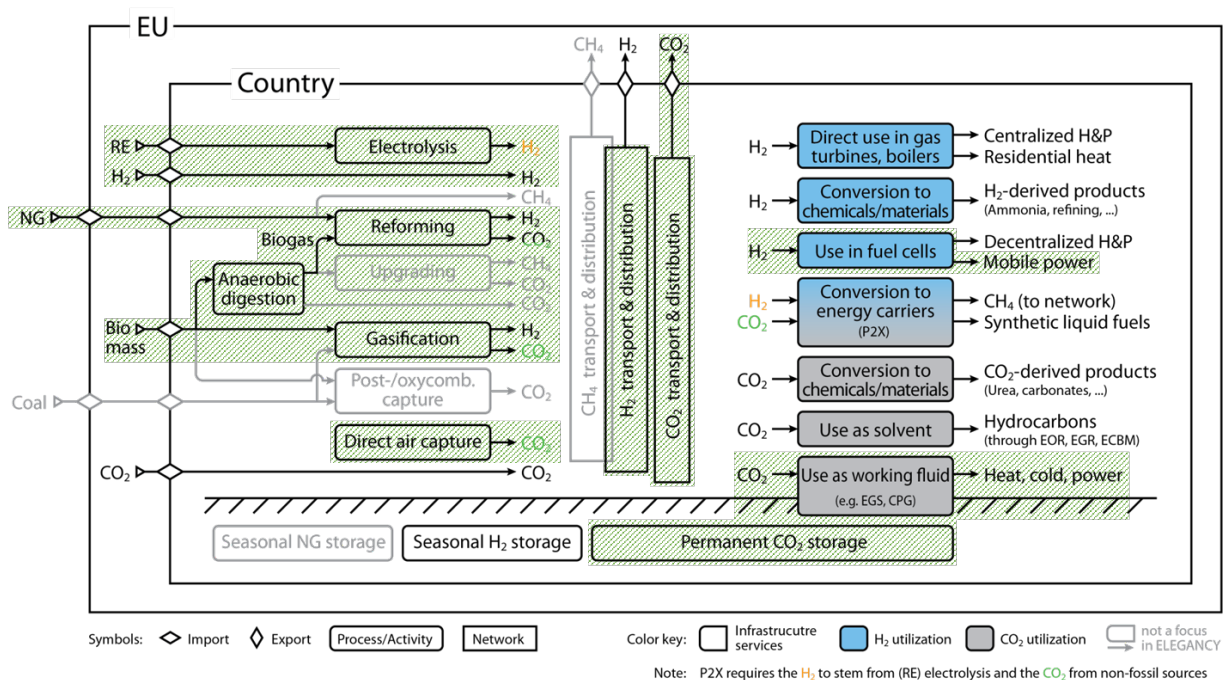 EU
Country
CH₄
H₂
CO₂
RE
Electrolysis
H₂
H₂
H₂
CH₄
NG
Reforming
H₂
CO₂
Biogas
Anaerobic
digestion
Upgrading
CH₄
CO₂
CO₂
Bio
mass
Gasification
H₂
CO₂
Coal
Post-/oxycomb.
capture
CO₂
Direct air capture
CO₂
CO₂
CO₂
CH₄ transport & distribution
H₂ transport & distribution
CO₂ transport & distribution
H₂
Direct use in gas
turbines, boilers
Centralized H&P
Residential heat
H₂
Conversion to
chemicals/materials
H₂-derived products
(Ammonia, refining, ...)
H₂
Use in fuel cells
Decentralized H&P
Mobile power
H₂
CO₂
Conversion to
energy carriers
(P2X)
CH₄ (to network)
Synthetic liquid fuels
CO₂
Conversion to
chemicals/materials
CO₂-derived products
(Urea, carbonates, ...)
CO₂
Use as solvent
Hydrocarbons
(through EOR, EGR, ECBM)
CO₂
Use as working fluid
(e.g. EGS, CPG)
Heat, cold, power
Seasonal NG storage
Seasonal H₂ storage
Permanent CO₂ storage
Symbols:
Import
Export
Process/Activity
Network
Color key:
Infrastrucutre
services
H₂ utilization
CO₂ utilization
not a focus
in ELEGANCY
Note: P2X requires the H₂ to stem from (RE) electrolysis and the CO₂ from non-fossil sources